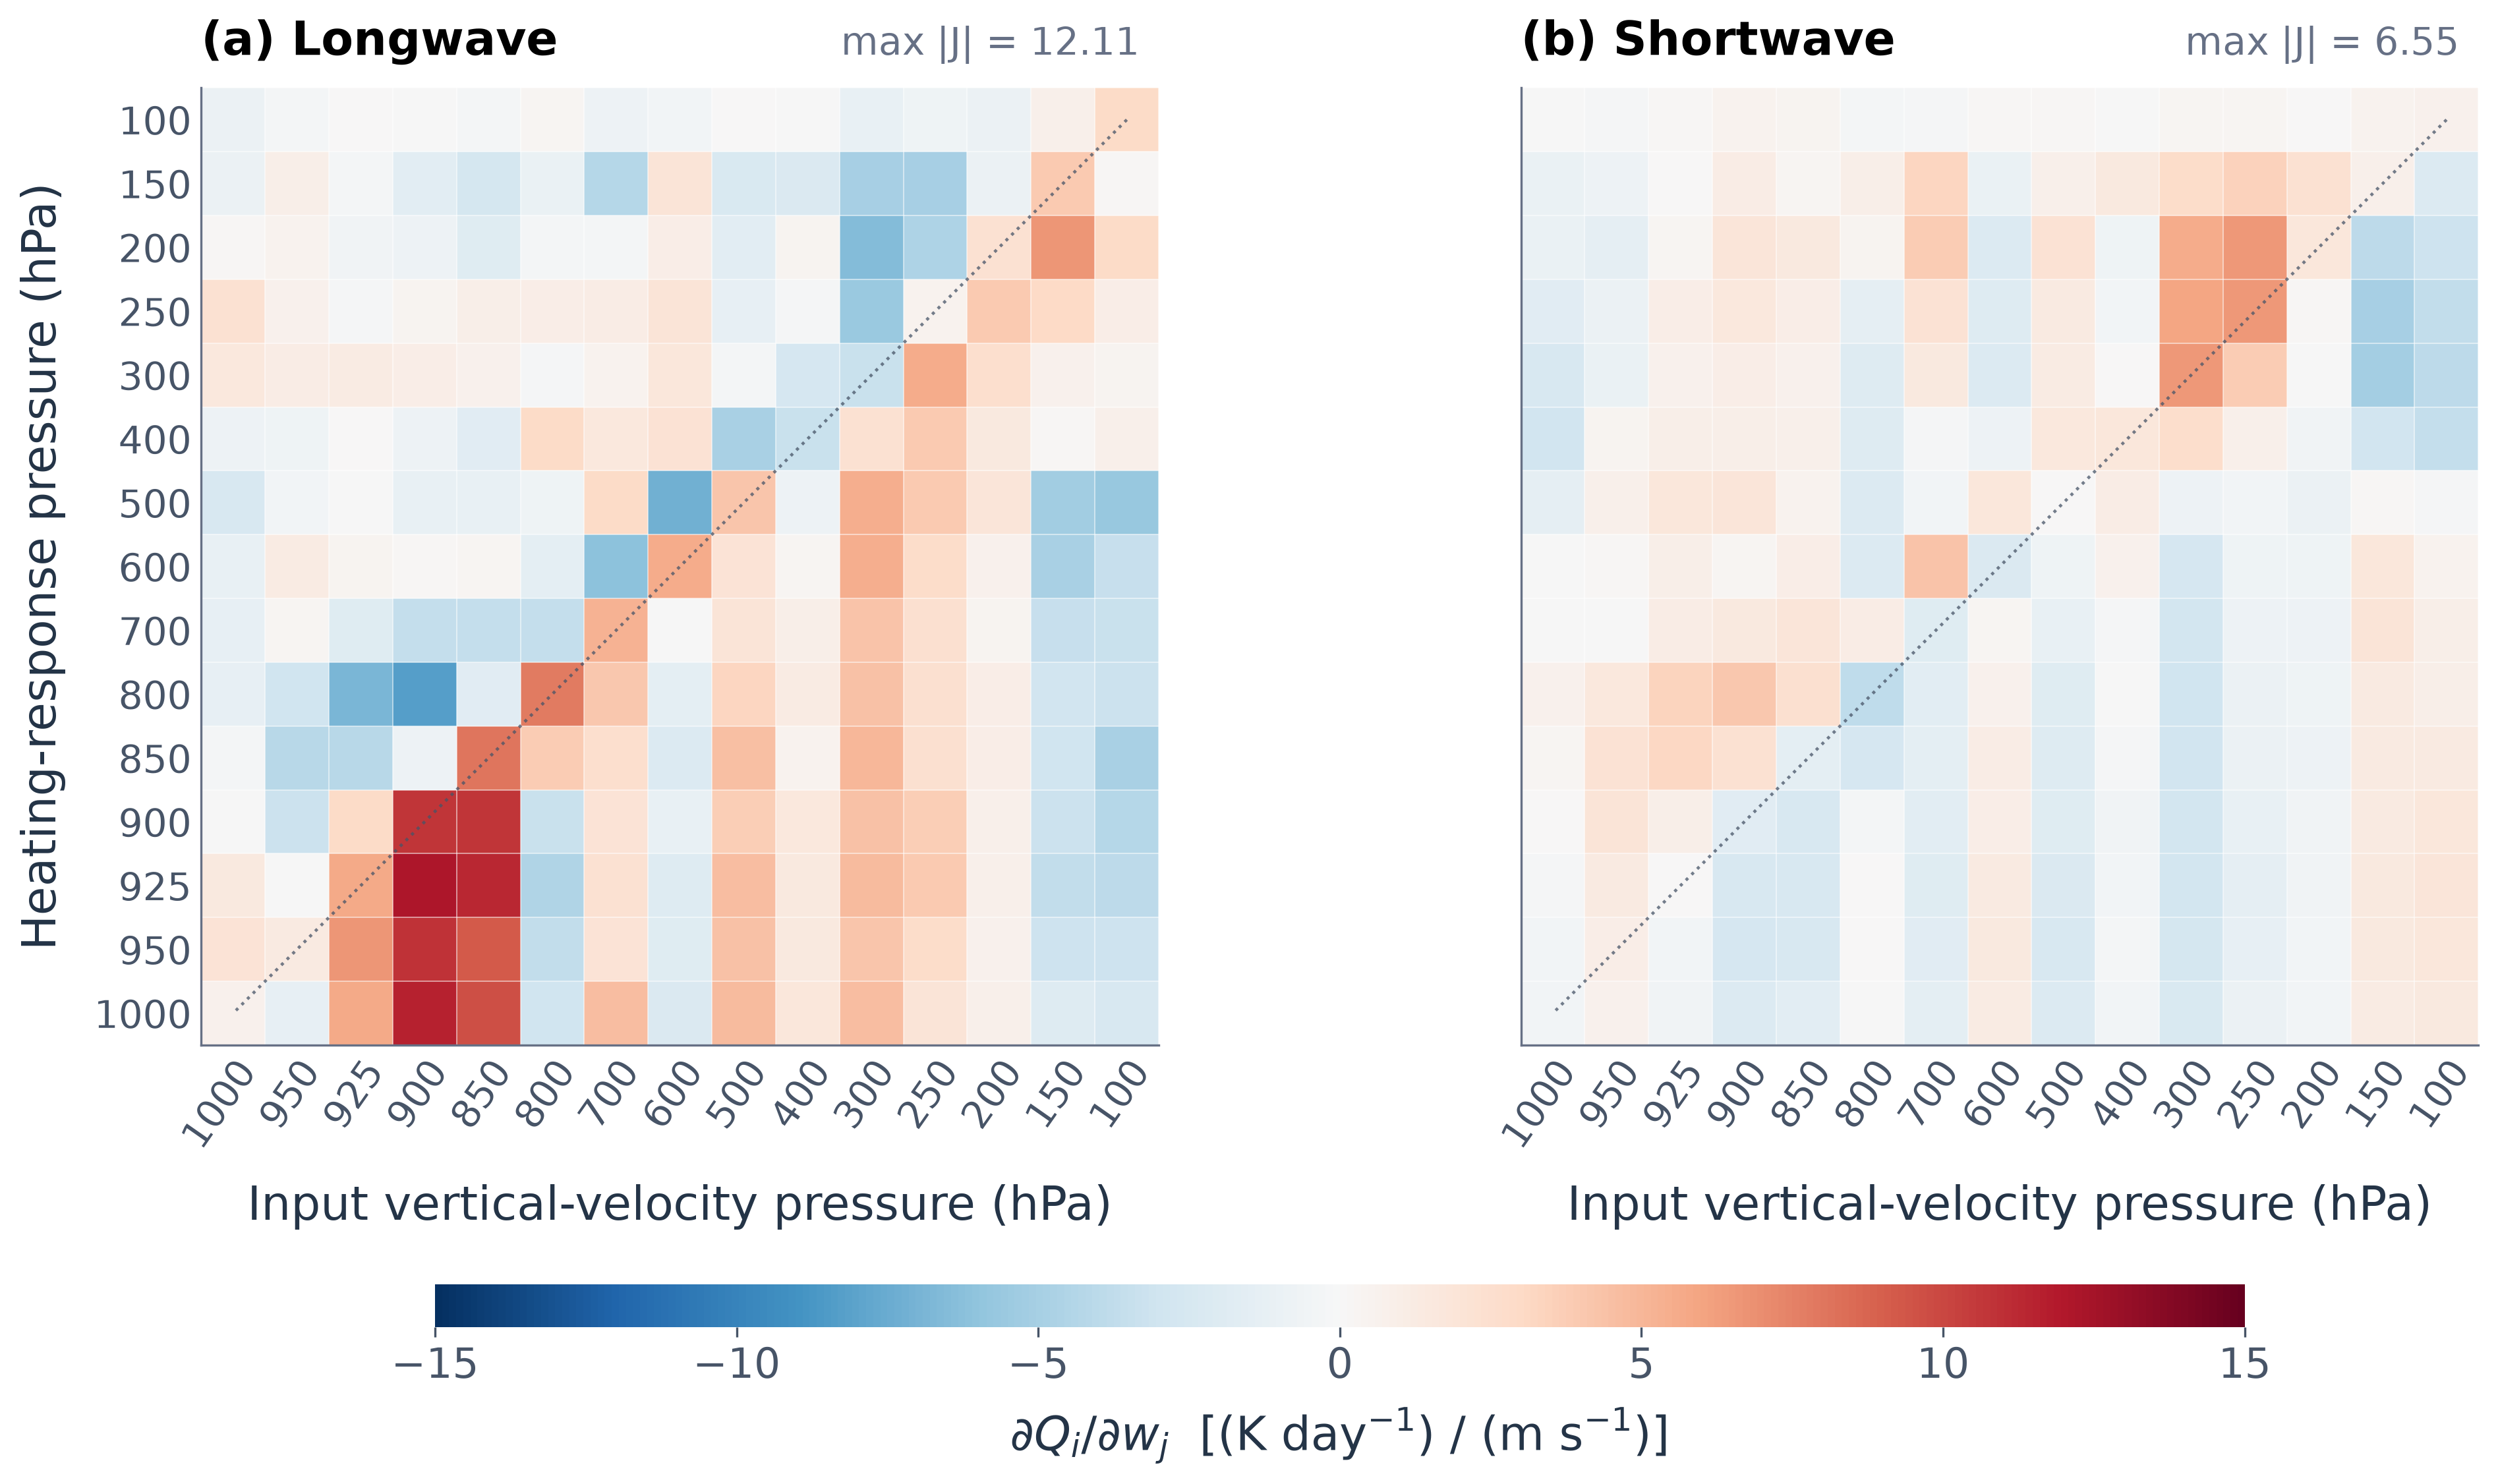 (a) Longwave
max |J| = 12.11
(b) Shortwave
max |J| = 6.55
Heating-response pressure (hPa)
100
150
200
250
300
400
500
600
700
800
850
900
925
950
1000
1000 950 925 900 850 800 700 600 500 400 300 250 200 150 100
Input vertical-velocity pressure (hPa)
1000 950 925 900 850 800 700 600 500 400 300 250 200 150 100
Input vertical-velocity pressure (hPa)
−15 −10 −5 0 5 10 15
∂Qᵢ/∂wⱼ [(K day⁻¹) / (m s⁻¹)]